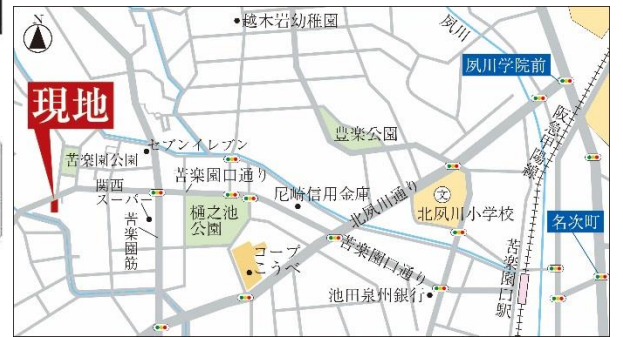 N
越木岩幼稚園
夙川
夙川学院前
現地
阪急甲陽線
豊楽公園
セブンイレブン
苦楽園公園
苦楽園口通り
関西
スーパー
尼崎信用金庫
北夙川通り
文
北夙川小学校
樋之池
公園
苦楽園筋
名次町
コープ
こうべ
苦楽園口通り
苦楽園口駅
池田泉州銀行